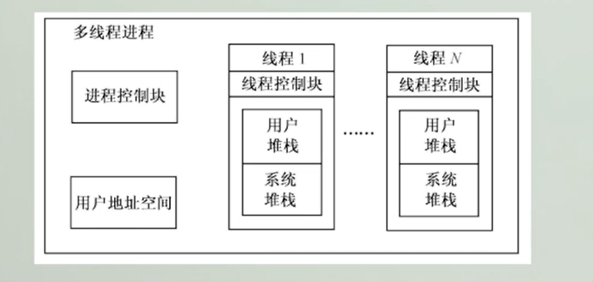 多线程进程
进程控制块
用户地址空间
线程 1
线程控制块
用户
堆栈
系统
堆栈
……
线程 N
线程控制块
用户
堆栈
系统
堆栈